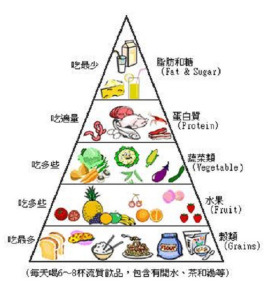 吃最少
脂肪和糖
(Fat & Sugar)
吃適量
蛋白質
(Protein)
吃多些
蔬菜類
(Vegetable)
吃多些
水果
(Fruit)
吃最多
Flour
穀類
(Grains)
(每天喝6~8杯流質飲品，包含有開水、茶和湯等)